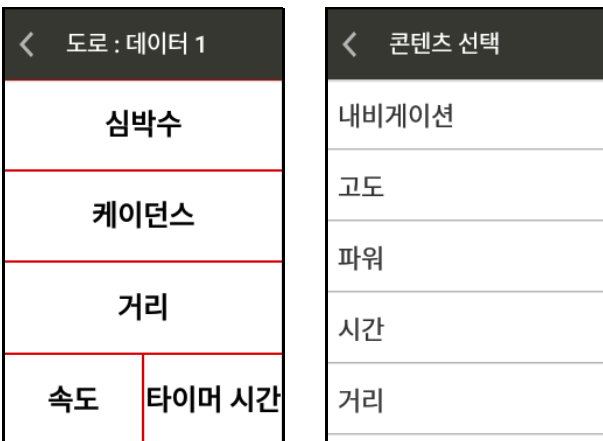 도로 : 데이터 1
심박수
케이던스
거리
속도
타이머 시간
콘텐츠 선택
내비게이션
고도
파워
시간
거리